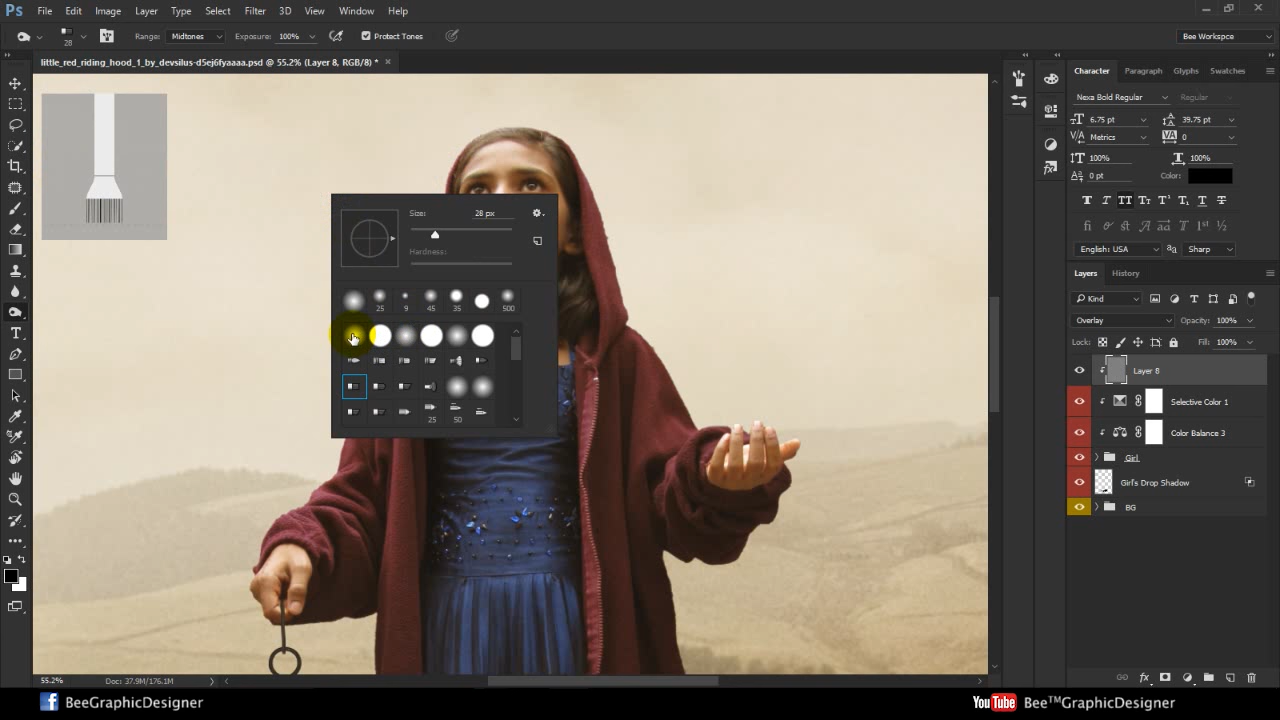 Ps File Edit Image Layer Type Select Filter 3D View Window Help
28 Range: Midtones Exposure: 100% Protect Tones Bee Workspce
little_red_riding_hood_1_by_devsilus-d5ej6fyaaaa.psd @ 55.2% (Layer 8, RGB/8) * ×
Character Paragraph Glyphs Swatches
Nexa Bold Regular Regular
6.75 pt 39.75 pt
Metrics 0
100% 100%
0 pt Color:
English: USA aa Sharp
Size: 28 px
Hardness:
25 9 45 35 500
25 50
Layers History
Kind
Overlay Opacity: 100%
Lock: Fill: 100%
Layer 8
Selective Color 1
Color Balance 3
Girl
Girl's Drop Shadow
BG
55.2% Doc: 37.9M/176.1M
BeeGraphicDesigner YouTube Bee™GraphicDesigner